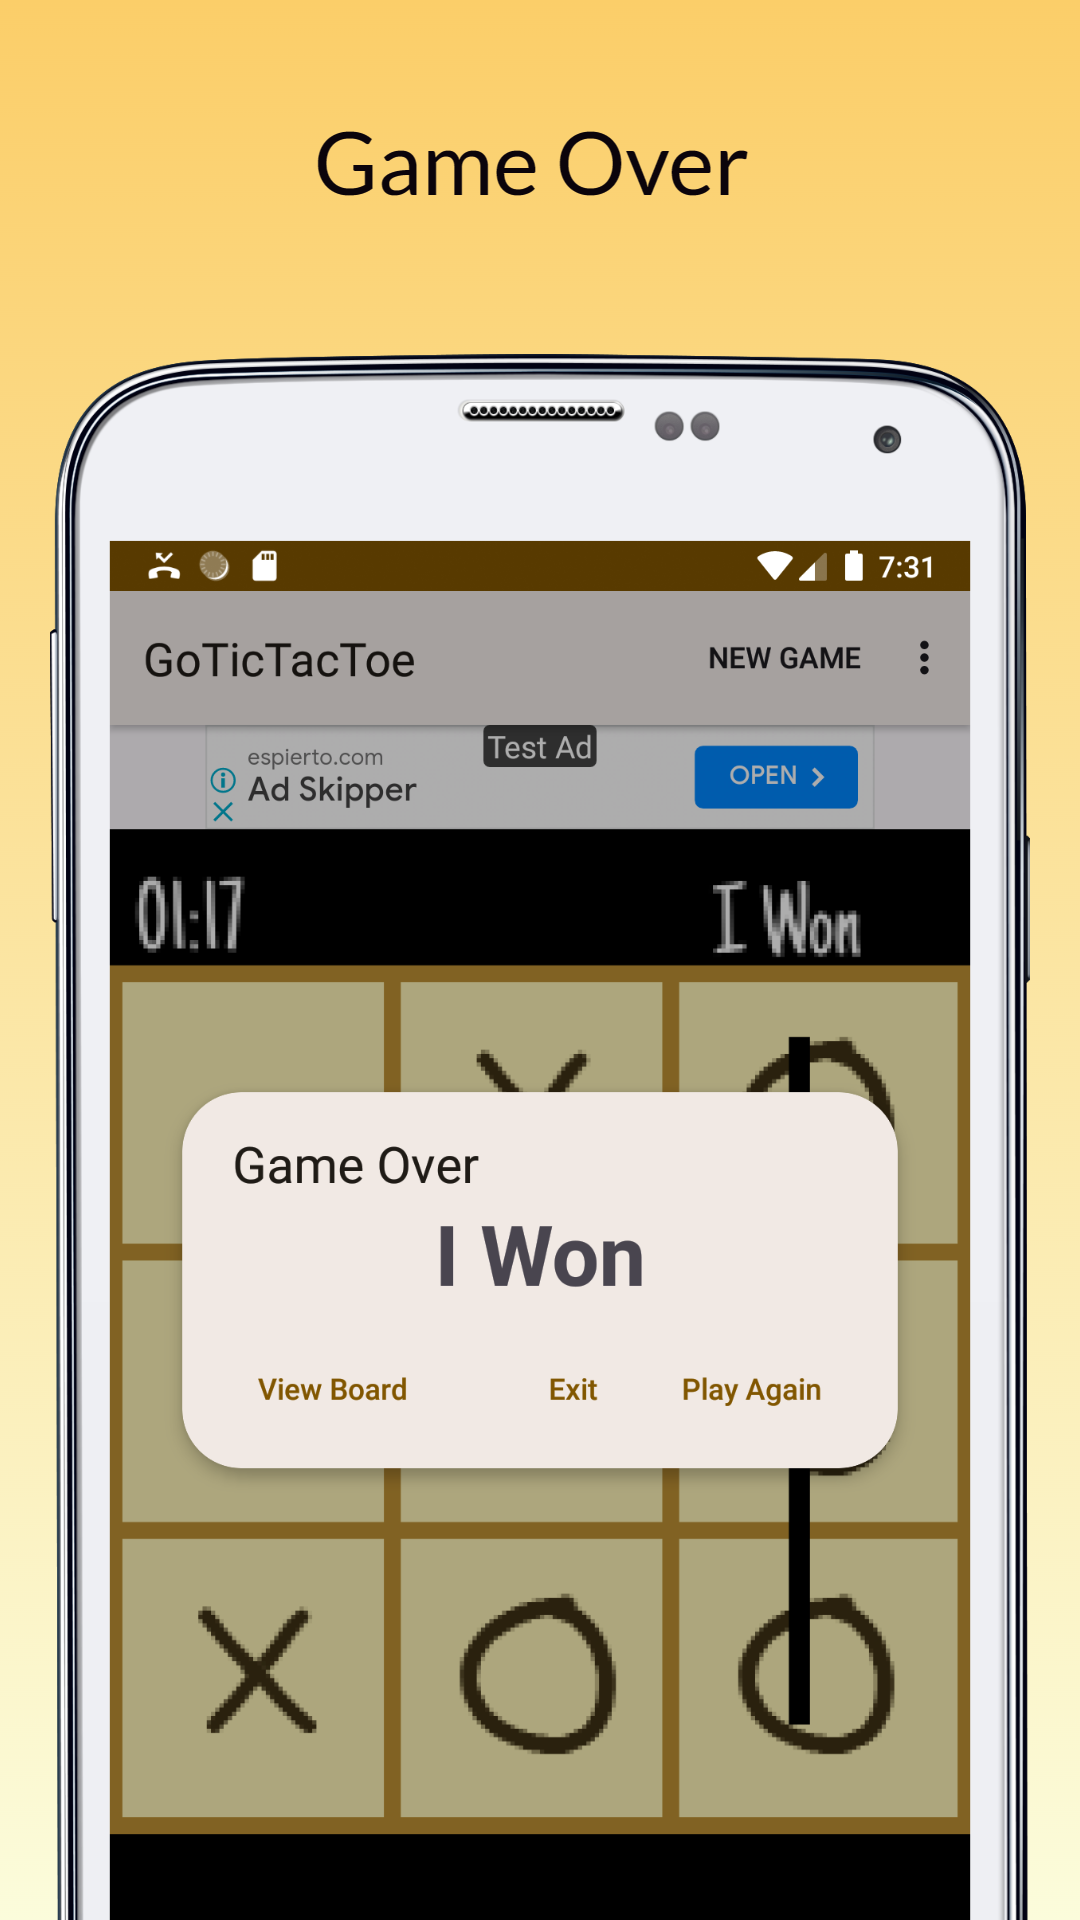 Game Over
7:31
GoTicTacToe
NEW GAME
espierto.com
Test Ad
Ad Skipper
OPEN
01:17
I Won
Game Over
I Won
View Board
Exit
Play Again